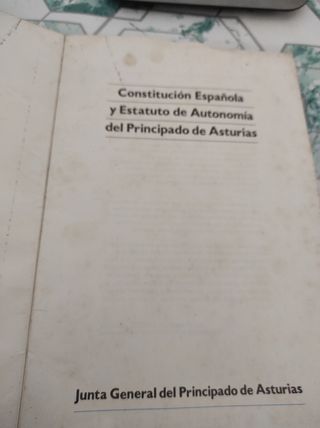 Constitución Española
y Estatuto de Autonomía
del Principado de Asturias
Junta General del Principado de Asturias